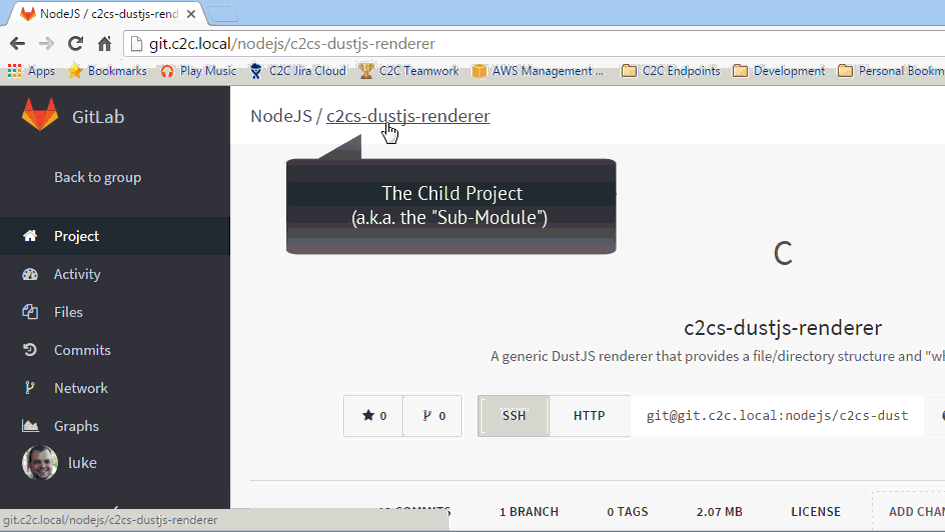 NodeJS / c2cs-dustjs-rend
git.c2c.local/nodejs/c2cs-dustjs-renderer
Apps Bookmarks Play Music C2C Jira Cloud C2C Teamwork AWS Management ... C2C Endpoints Development Personal Bookm
GitLab
NodeJS / c2cs-dustjs-renderer
Back to group
The Child Project
(a.k.a. the "Sub-Module")
Project
Activity
Files
Commits
Network
Graphs
luke
C
c2cs-dustjs-renderer
A generic DustJS renderer that provides a file/directory structure and "wh
0 0 SSH HTTP git@git.c2c.local:nodejs/c2cs-dust
COMMITS 1 BRANCH 0 TAGS 2.07 MB LICENSE ADD CHAN
git.c2c.local/nodejs/c2cs-dustjs-renderer